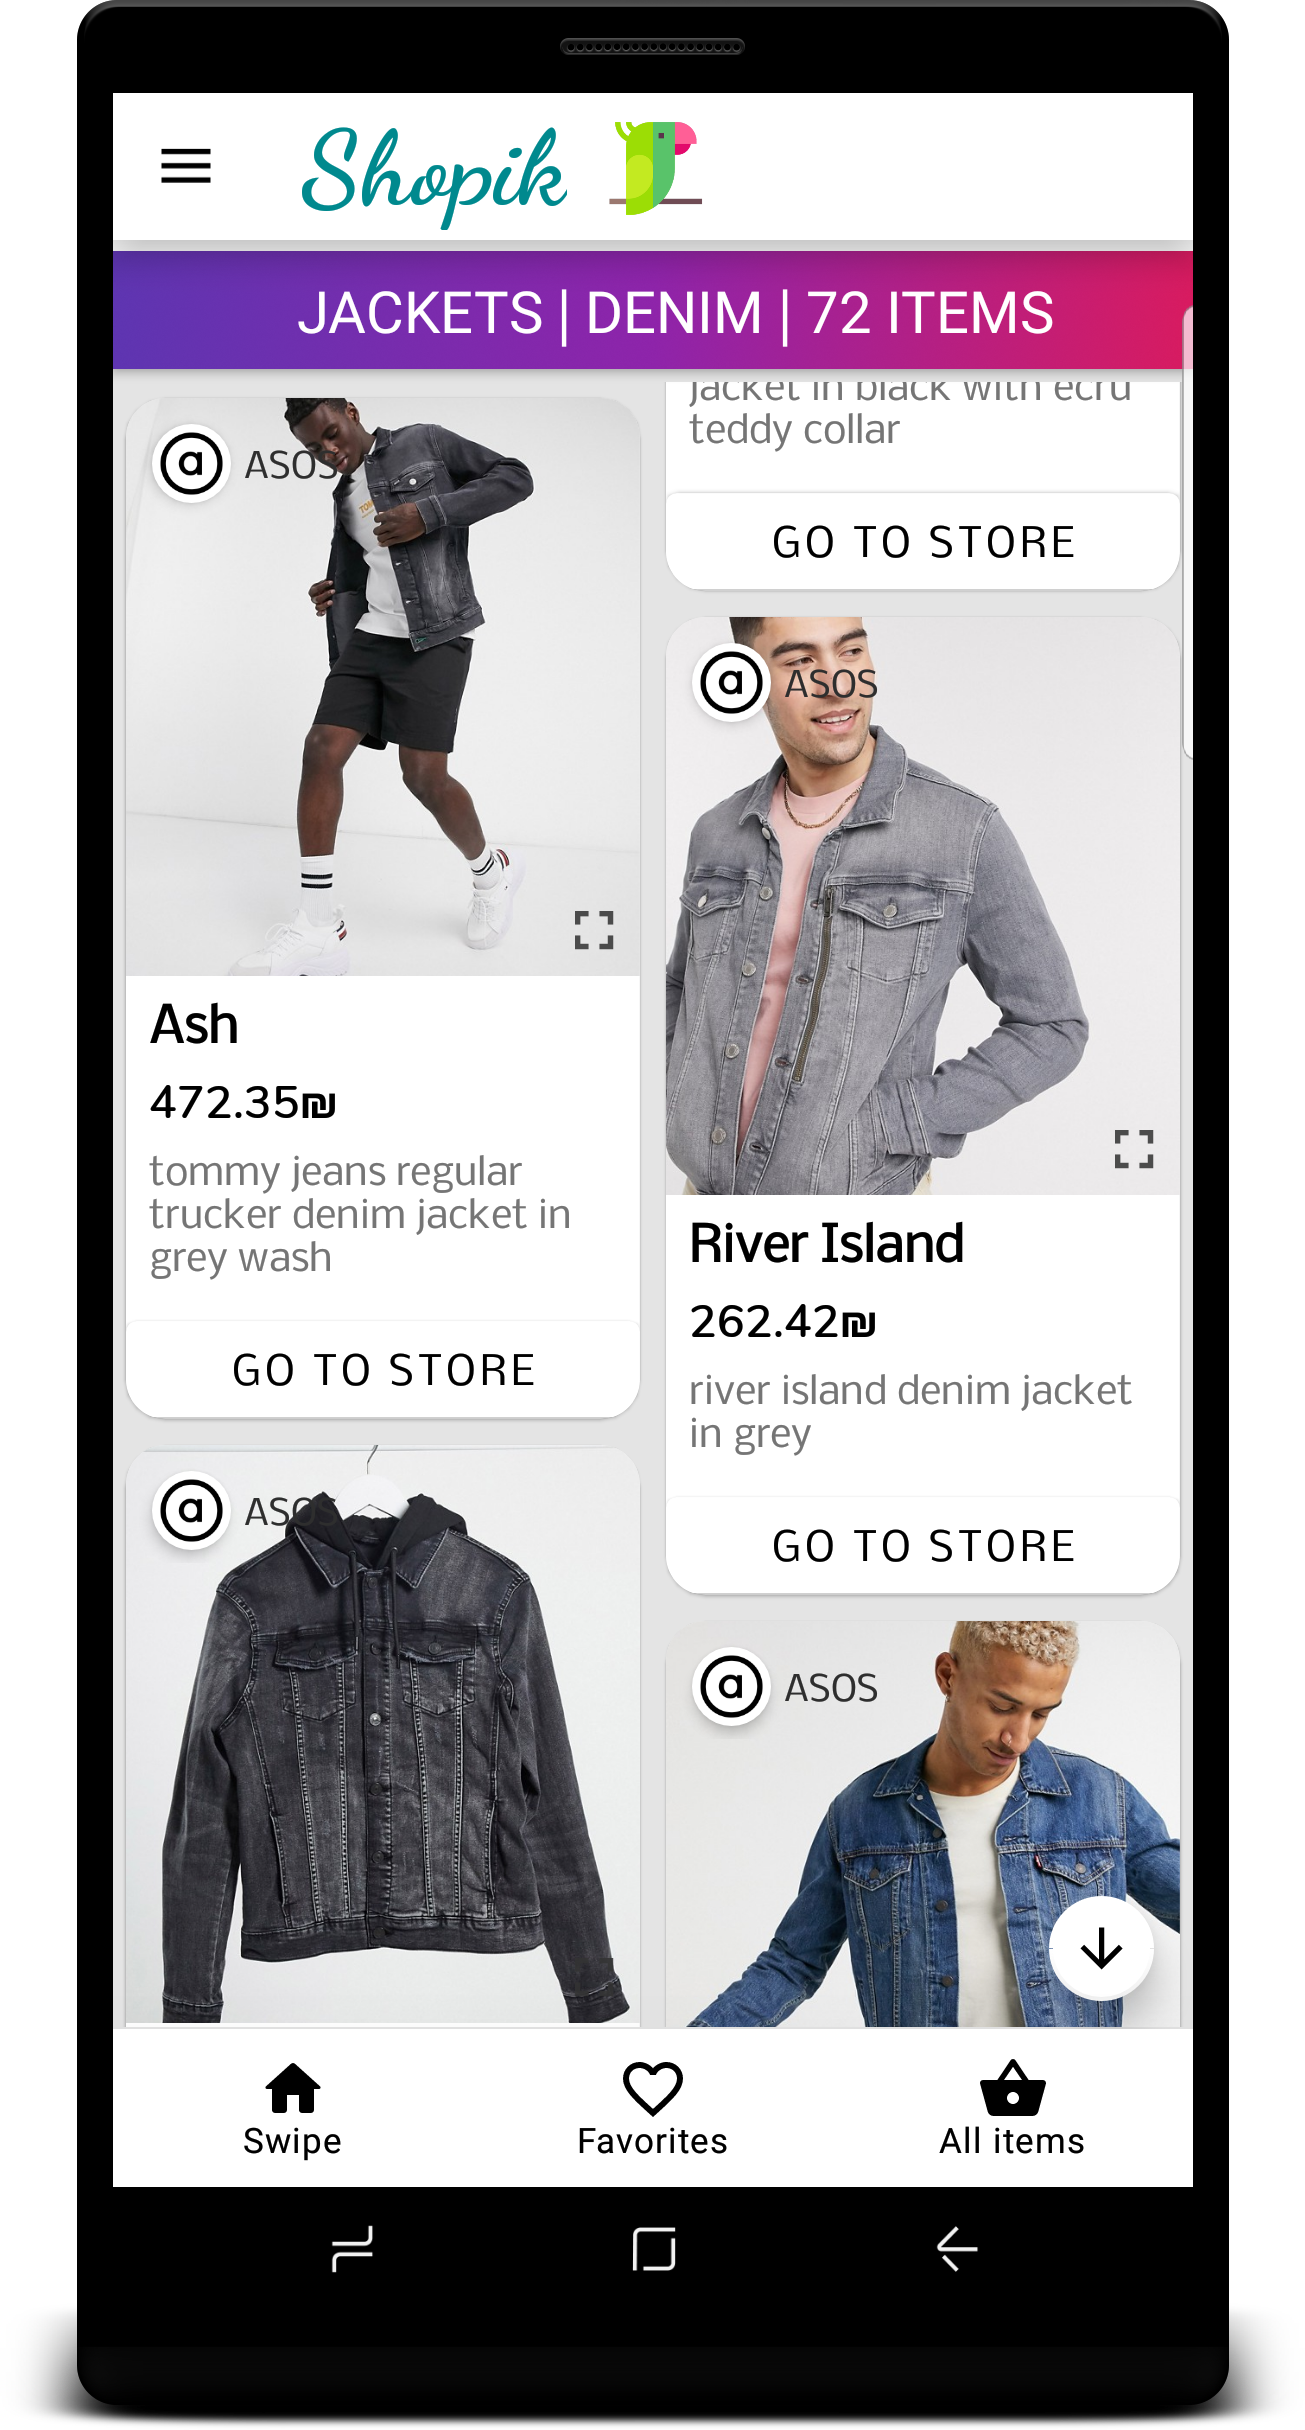 Shopik
JACKETS | DENIM | 72 ITEMS
ASOS
Ash
472.35₪
tommy jeans regular
trucker denim jacket in
grey wash
GO TO STORE
ASOS
jacket in black with ecru
teddy collar
GO TO STORE
ASOS
River Island
262.42₪
river island denim jacket
in grey
GO TO STORE
ASOS
Swipe
Favorites
All items